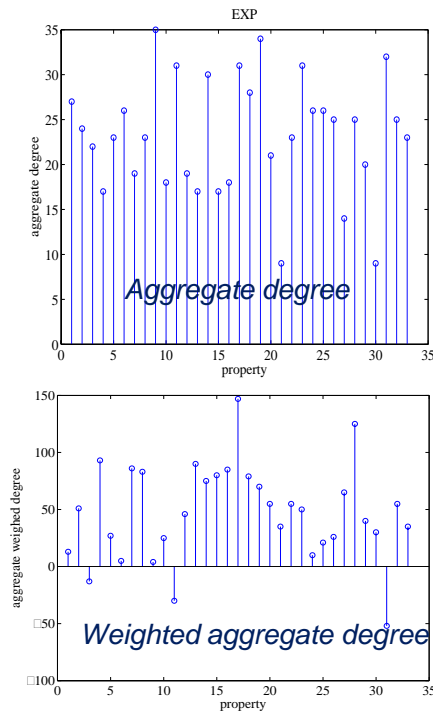 EXP
35
30
25
20
15
10
5
0
aggregate degree
Aggregate degree
0 5 10 15 20 25 30 35
property
150
100
50
0
□50
□100
aggregate weighed degree
Weighted aggregate degree
0 5 10 15 20 25 30 35
property